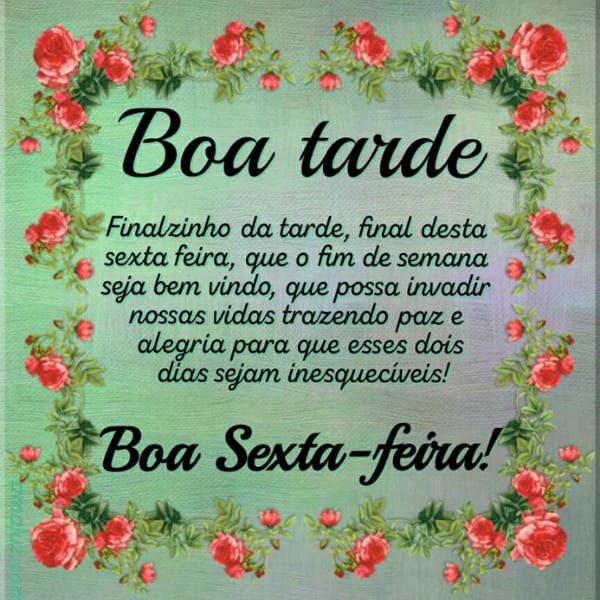 Boa tarde
Finalzinho da tarde, final desta
sexta feira, que o fim de semana
seja bem vindo, que possa invadir
nossas vidas trazendo paz e
alegria para que esses dois
dias sejam inesquecíveis!
Boa Sexta-feira!